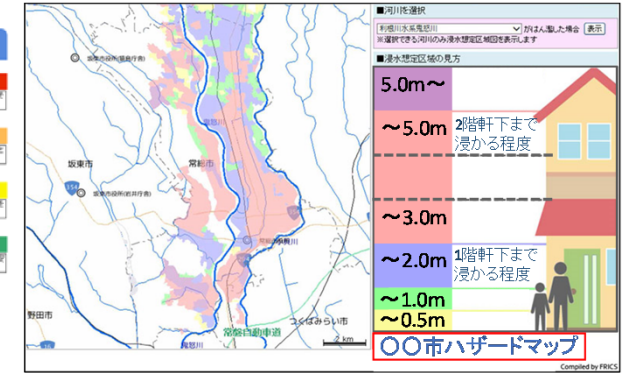 ■河川を選択
利根川水系鬼怒川 がはん濫した場合 表示
※選択できる河川のみ浸水想定区域図を表示します
■浸水想定区域の見方
5.0m～
～5.0m
2階軒下まで
浸かる程度
～3.0m
～2.0m
1階軒下まで
浸かる程度
～1.0m
～0.5m
〇〇市ハザードマップ
Compiled by FRICS
坂東市
常総市
野田市
つくばみらい市
常磐自動車道
鬼怒川
2 km